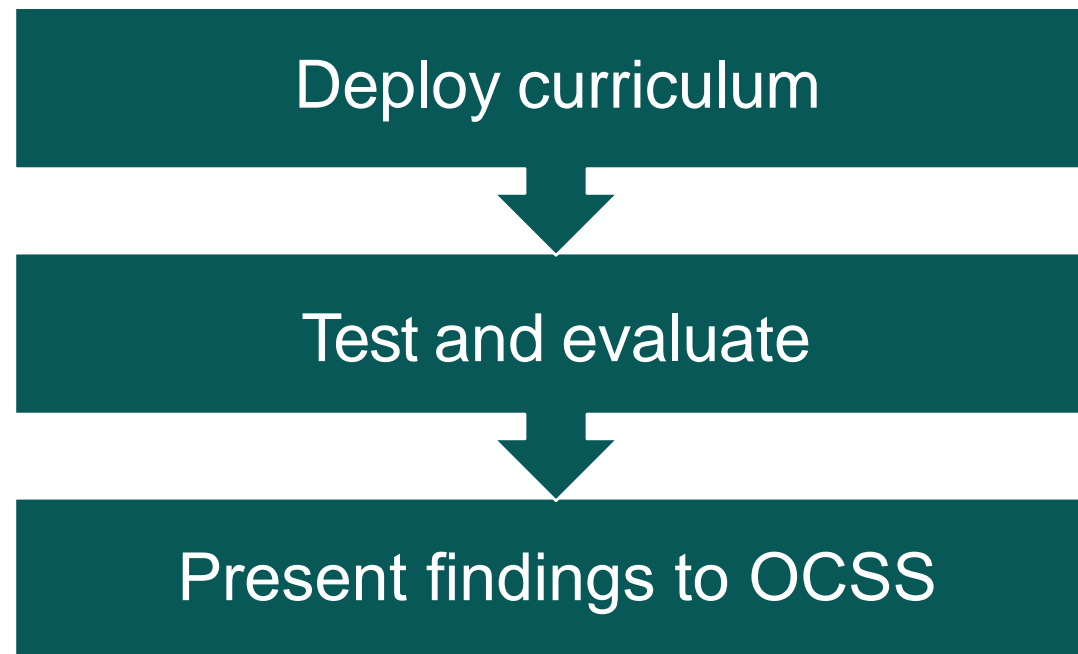 Deploy curriculum
Test and evaluate
Present findings to OCSS